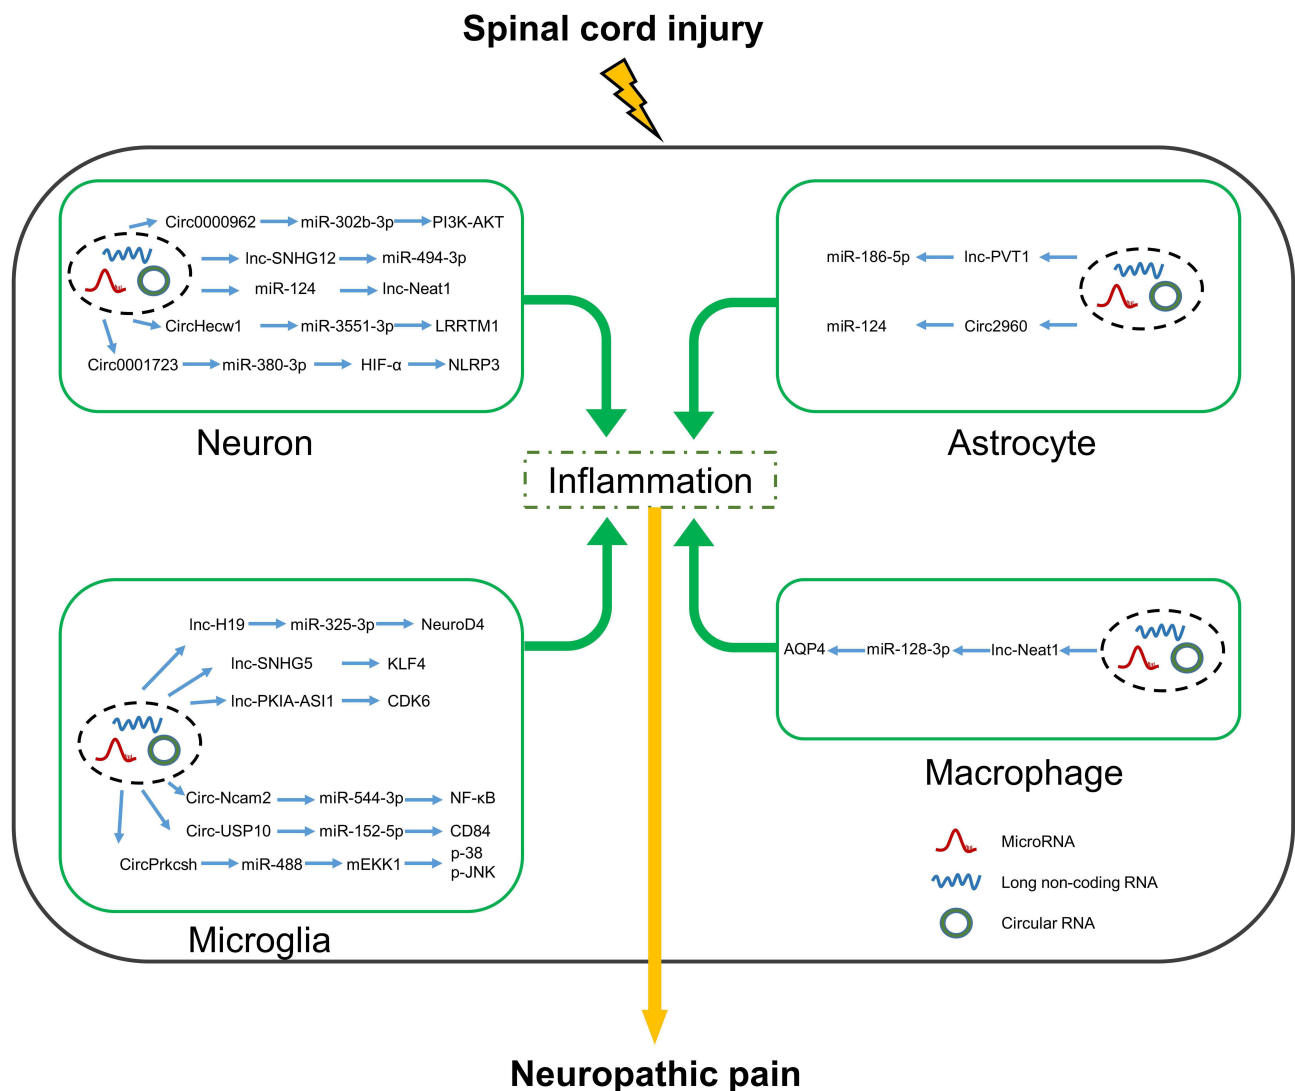 Spinal cord injury
Circ0000962 miR-302b-3p PI3K-AKT
lnc-SNHG12 miR-494-3p
miR-124 lnc-Neat1
CircHecw1 miR-3551-3p LRRTM1
Circ0001723 miR-380-3p HIF-α NLRP3
Neuron
miR-186-5p lnc-PVT1
miR-124 Circ2960
Astrocyte
Inflammation
lnc-H19 miR-325-3p NeuroD4
lnc-SNHG5 KLF4
lnc-PKIA-ASI1 CDK6
Circ-Ncam2 miR-544-3p NF-κB
Circ-USP10 miR-152-5p CD84
CircPrkcsh miR-488 mEKK1 p-38
p-JNK
Microglia
AQP4 miR-128-3p lnc-Neat1
Macrophage
MicroRNA
Long non-coding RNA
Circular RNA
Neuropathic pain